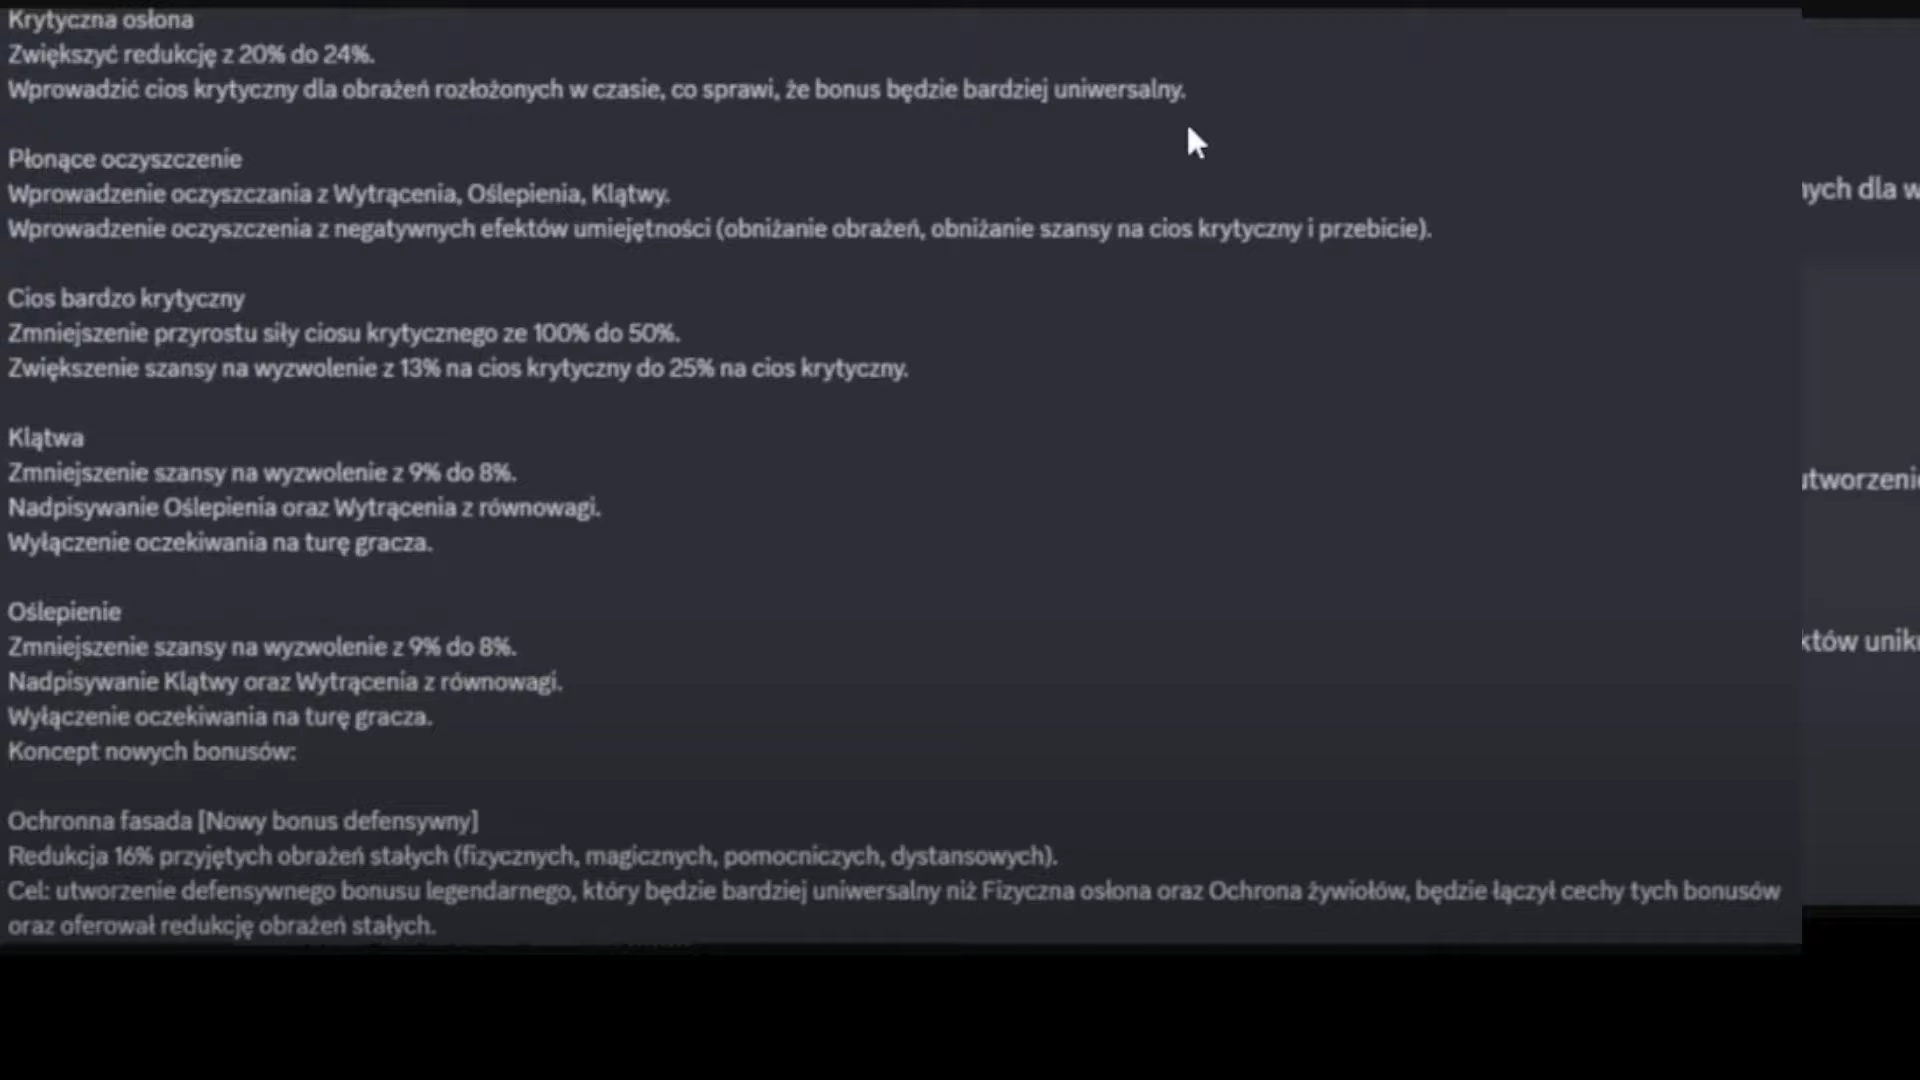 Krytyczna osłona
Zwiększyć redukcję z 20% do 24%.
Wprowadzić cios krytyczny dla obrażeń rozłożonych w czasie, co sprawi, że bonus będzie bardziej uniwersalny.
Płonące oczyszczenie
Wprowadzenie oczyszczania z Wytrącenia, Oślepienia, Klątwy.
Wprowadzenie oczyszczenia z negatywnych efektów umiejętności (obniżanie obrażeń, obniżanie szansy na cios krytyczny i przebicie).
Cios bardzo krytyczny
Zmniejszenie przyrostu siły ciosu krytycznego ze 100% do 50%.
Zwiększenie szansy na wyzwolenie z 13% na cios krytyczny do 25% na cios krytyczny.
Klątwa
Zmniejszenie szansy na wyzwolenie z 9% do 8%.
Nadpisywanie Oślepienia oraz Wytrącenia z równowagi.
Wyłączenie oczekiwania na turę gracza.
Oślepienie
Zmniejszenie szansy na wyzwolenie z 9% do 8%.
Nadpisywanie Klątwy oraz Wytrącenia z równowagi.
Wyłączenie oczekiwania na turę gracza.
Koncept nowych bonusów:
Ochronna fasada [Nowy bonus defensywny]
Redukcja 16% przyjętych obrażeń stałych (fizycznych, magicznych, pomocniczych, dystansowych).
Cel: utworzenie defensywnego bonusu legendarnego, który będzie bardziej uniwersalny niż Fizyczna osłona oraz Ochrona żywiołów, będzie łączył cechy tych bonusów
oraz oferował redukcję obrażeń stałych.
dla